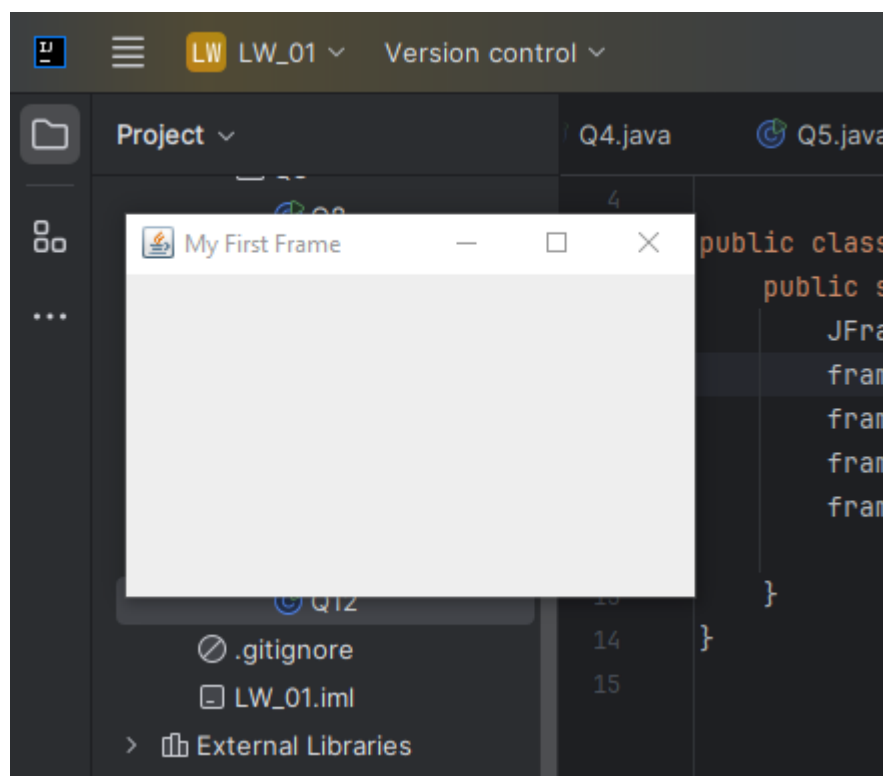 IJ
LW LW_01 Version control
Project
Q4.java
Q5.java
4
My First Frame
public class
public s
JFra
fram
fram
fram
fram
Q12
}
.gitignore
14 }
LW_01.iml
15
External Libraries